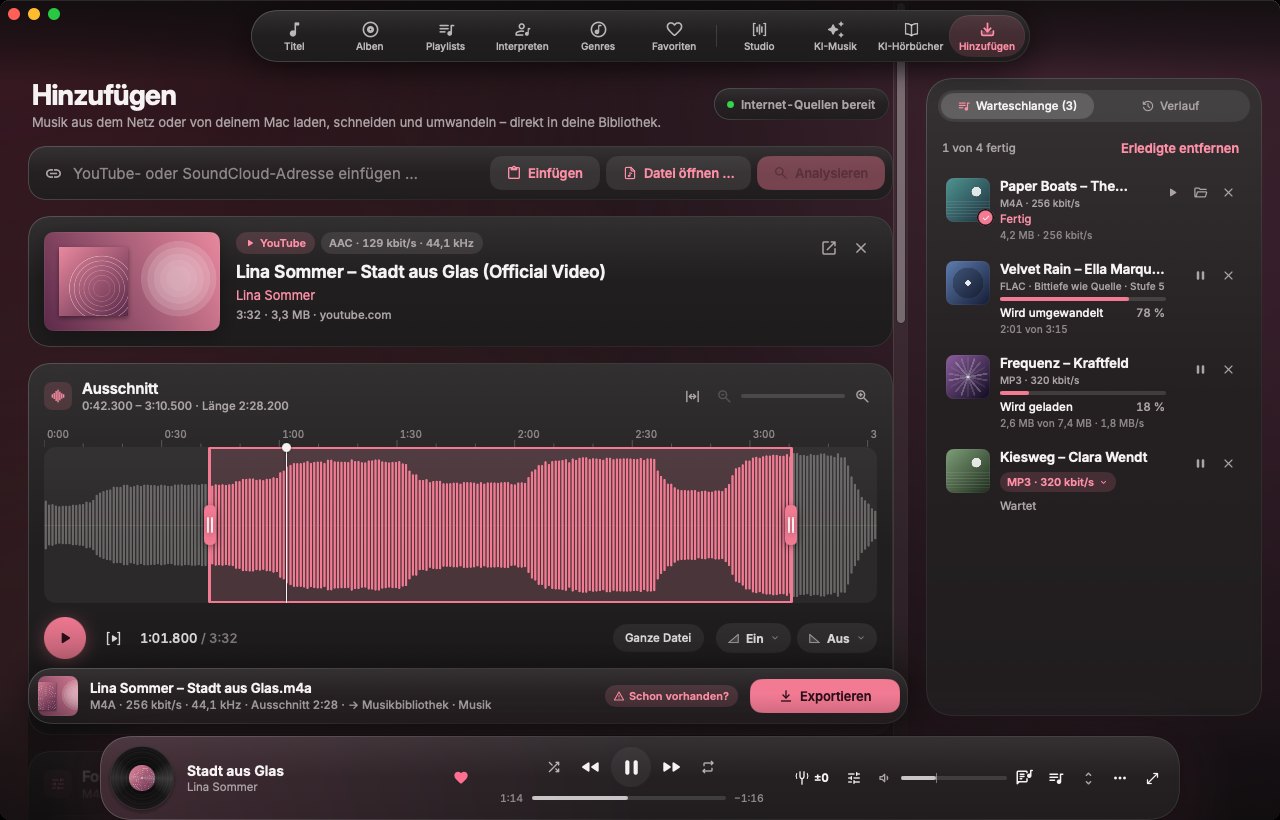 Titel
Alben
Playlists
Interpreten
Genres
Favoriten
Studio
KI-Musik
KI-Hörbücher
Hinzufügen
Hinzufügen
Musik aus dem Netz oder von deinem Mac laden, schneiden und umwandeln – direkt in deine Bibliothek.
Internet-Quellen bereit
YouTube- oder SoundCloud-Adresse einfügen ...
Einfügen
Datei öffnen ...
Analysieren
YouTube
AAC · 129 kbit/s · 44,1 kHz
Lina Sommer – Stadt aus Glas (Official Video)
Lina Sommer
3:32 · 3,3 MB · youtube.com
Ausschnitt
0:42.300 – 3:10.500 · Länge 2:28.200
0:00 0:30 1:00 1:30 2:00 2:30 3:00 3
1:01.800 / 3:32
Ganze Datei
Ein
Aus
Lina Sommer – Stadt aus Glas.m4a
M4A · 256 kbit/s · 44,1 kHz · Ausschnitt 2:28 · → Musikbibliothek · Musik
Schon vorhanden?
Exportieren
Warteschlange (3)
Verlauf
1 von 4 fertig
Erledigte entfernen
Paper Boats – The...
M4A · 256 kbit/s
Fertig
4,2 MB · 256 kbit/s
Velvet Rain – Ella Marqu...
FLAC · Bittiefe wie Quelle · Stufe 5
Wird umgewandelt 78 %
2:01 von 3:15
Frequenz – Kraftfeld
MP3 · 320 kbit/s
Wird geladen 18 %
2,6 MB von 7,4 MB · 1,8 MB/s
Kiesweg – Clara Wendt
MP3 · 320 kbit/s
Wartet
Stadt aus Glas
Lina Sommer
1:14
−1:16
±0